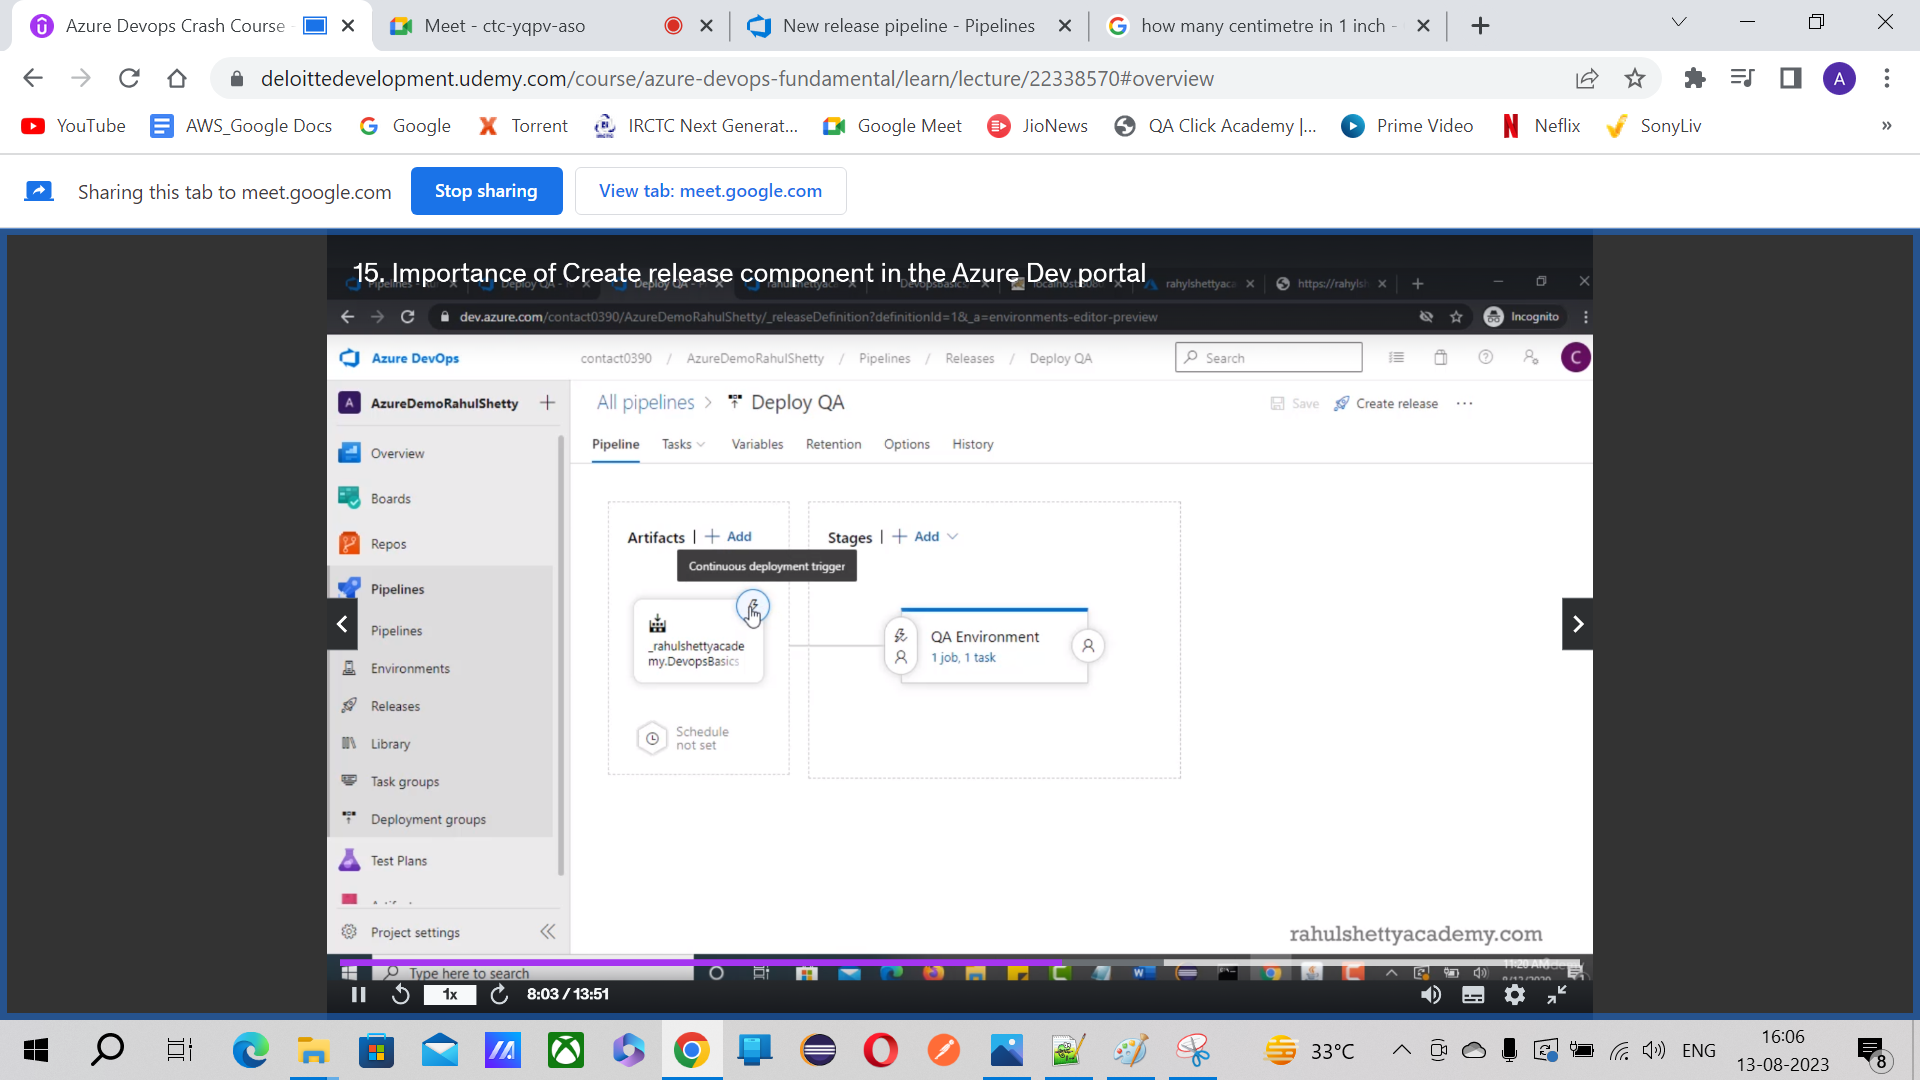 Azure Devops Crash Course
Meet - ctc-yqpv-aso
New release pipeline - Pipelines
how many centimetre in 1 inch -
deloittedevelopment.udemy.com/course/azure-devops-fundamental/learn/lecture/22338570#overview
A
YouTube
AWS_Google Docs
Google
Torrent
IRCTC Next Generat...
Google Meet
JioNews
QA Click Academy |...
Prime Video
Neflix
SonyLiv
»
Sharing this tab to meet.google.com
Stop sharing
View tab: meet.google.com
15. Importance of Create release component in the Azure Dev portal
rahylshettyac
https://rahylsh
dev.azure.com/contact0390/AzureDemoRahulShetty/_releaseDefinition?definitionId=1&_a=environments-editor-preview
Incognito
Azure DevOps
contact0390 / AzureDemoRahulShetty / Pipelines / Releases / Deploy QA
Search
C
A AzureDemoRahulShetty
All pipelines > Deploy QA
Save
Create release
Overview
Pipeline
Tasks
Variables
Retention
Options
History
Boards
Repos
Pipelines
Pipelines
Environments
Releases
Library
Task groups
Deployment groups
Test Plans
Project settings
Artifacts | + Add
Stages | + Add
Continuous deployment trigger
_rahulshettyacade
my.DevopsBasics
QA Environment
1 job, 1 task
Schedule
not set
rahulshettyacademy.com
Type here to search
1x
8:03 / 13:51
33°C
ENG
16:06
13-08-2023
8